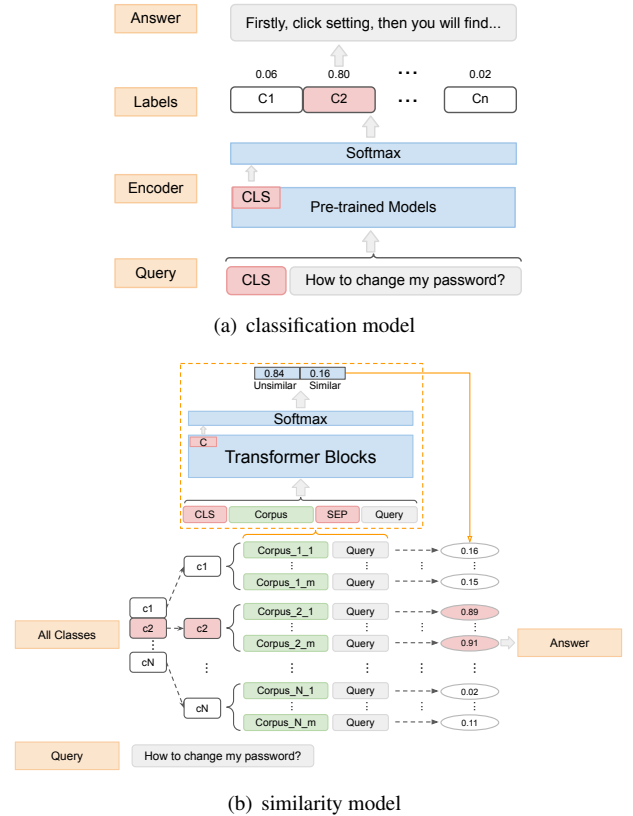 Answer
Firstly, click setting, then you will find...
0.06 0.80 ... 0.02
Labels
C1 C2 ... Cn
Softmax
Encoder
CLS
Pre-trained Models
Query
CLS How to change my password?
(a) classification model
0.84 0.16
Unsimilar Similar
Softmax
C
Transformer Blocks
CLS Corpus SEP Query
Corpus_1_1 Query 0.16
c1
Corpus_1_m Query 0.15
c1
Corpus_2_1 Query 0.89
All Classes
c2 c2
Corpus_2_m Query 0.91 Answer
cN
Corpus_N_1 Query 0.02
cN
Corpus_N_m Query 0.11
Query How to change my password?
(b) similarity model